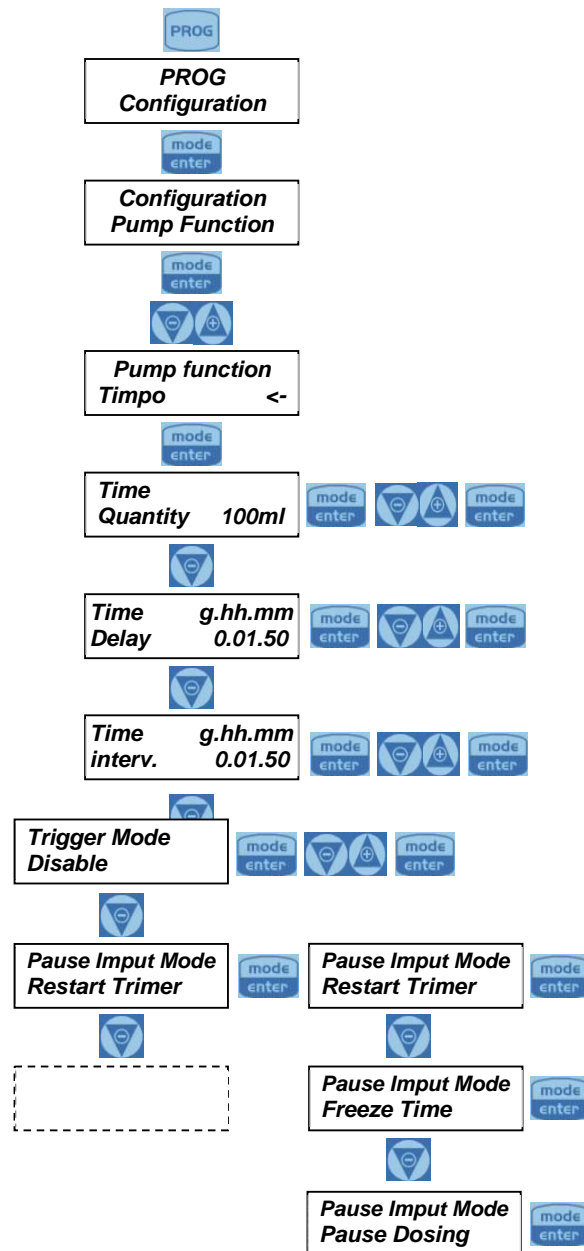 PROG
PROG
Configuration
mode
enter
Configuration
Pump Function
mode
enter
Pump function
Timpo <-
mode
enter
Time
Quantity 100ml
mode
enter
mode
enter
Time g.hh.mm
Delay 0.01.50
mode
enter
mode
enter
Time g.hh.mm
interv. 0.01.50
mode
enter
mode
enter
Trigger Mode
Disable
mode
enter
mode
enter
Pause Imput Mode
Restart Trimer
mode
enter
Pause Imput Mode
Restart Trimer
mode
enter
Pause Imput Mode
Freeze Time
mode
enter
Pause Imput Mode
Pause Dosing
mode
enter